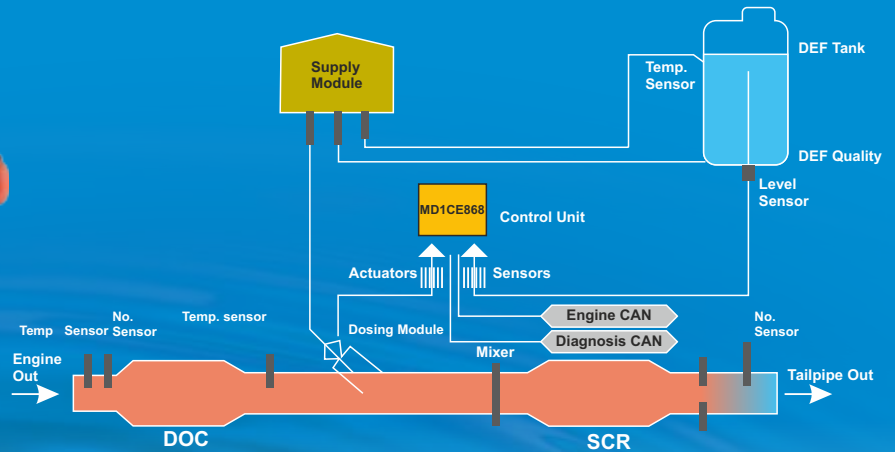 Supply
Module
Temp.
Sensor
DEF Tank
DEF Quality
Level
Sensor
MD1CE868
Control Unit
Actuators
Sensors
Engine CAN
Diagnosis CAN
Temp Sensor
No.
Sensor
Temp. sensor
Dosing Module
Mixer
No.
Sensor
Engine
Out
Tailpipe Out
DOC
SCR